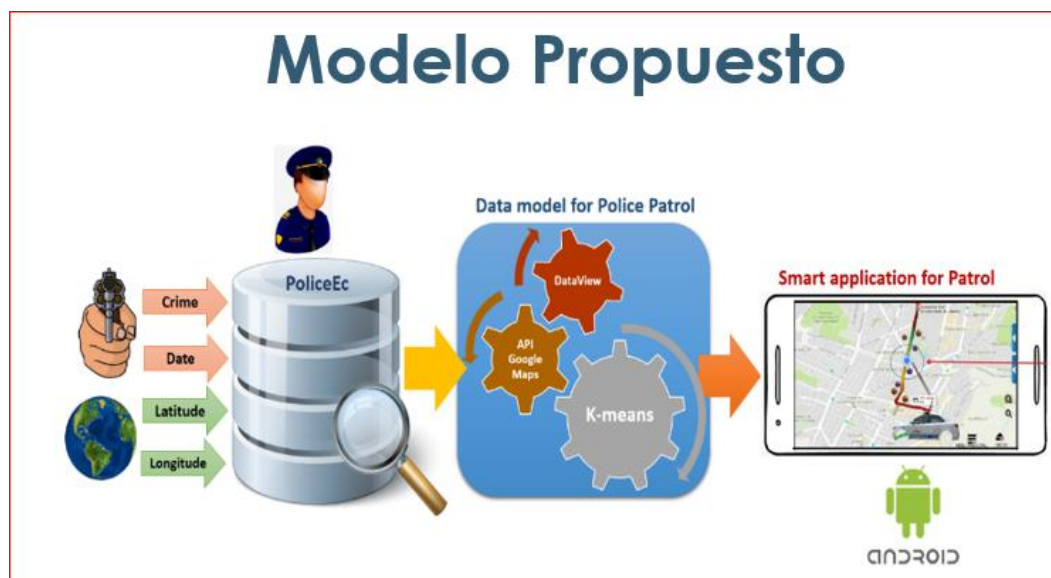 Modelo Propuesto
PoliceEc
Crime
Date
Latitude
Longitude
Data model for Police Patrol
DataView
API
Google
Maps
K-means
Smart application for Patrol
ANDROID